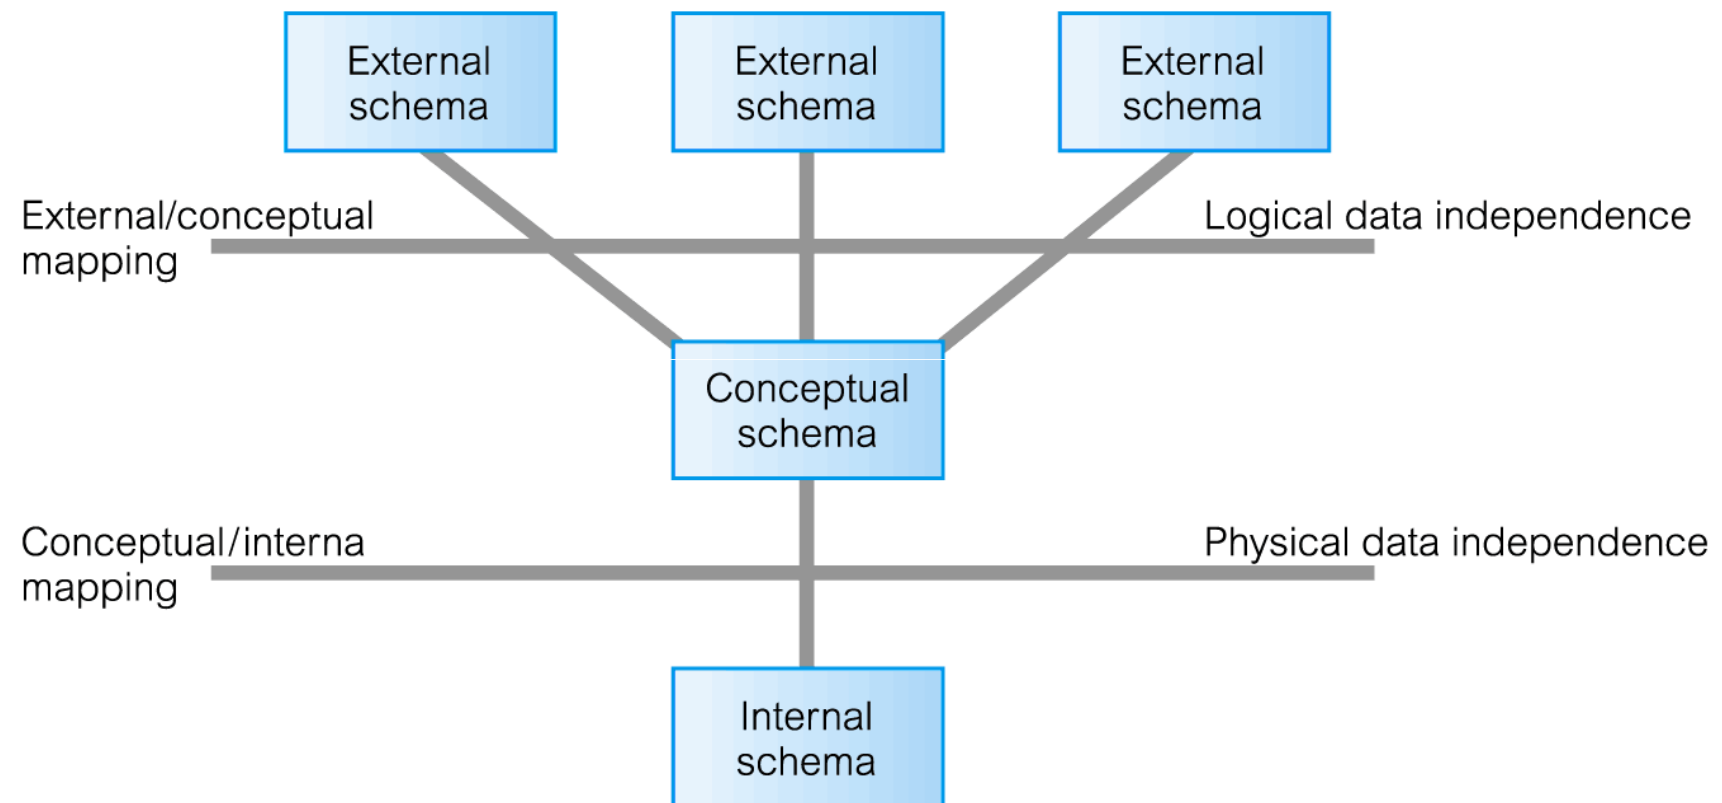 External
schema
External
schema
External
schema
External/conceptual
mapping
Logical data independence
Conceptual
schema
Conceptual/interna
mapping
Physical data independence
Internal
schema